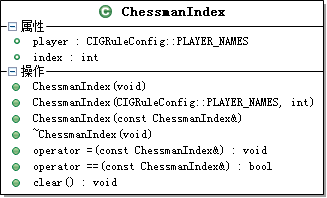 C ChessmanIndex
属性
player : CIGRuleConfig::PLAYER_NAMES
index : int
操作
ChessmanIndex(void)
ChessmanIndex(CIGRuleConfig::PLAYER_NAMES, int)
ChessmanIndex(const ChessmanIndex&)
~ChessmanIndex(void)
operator =(const ChessmanIndex&) : void
operator ==(const ChessmanIndex&) : bool
clear() : void